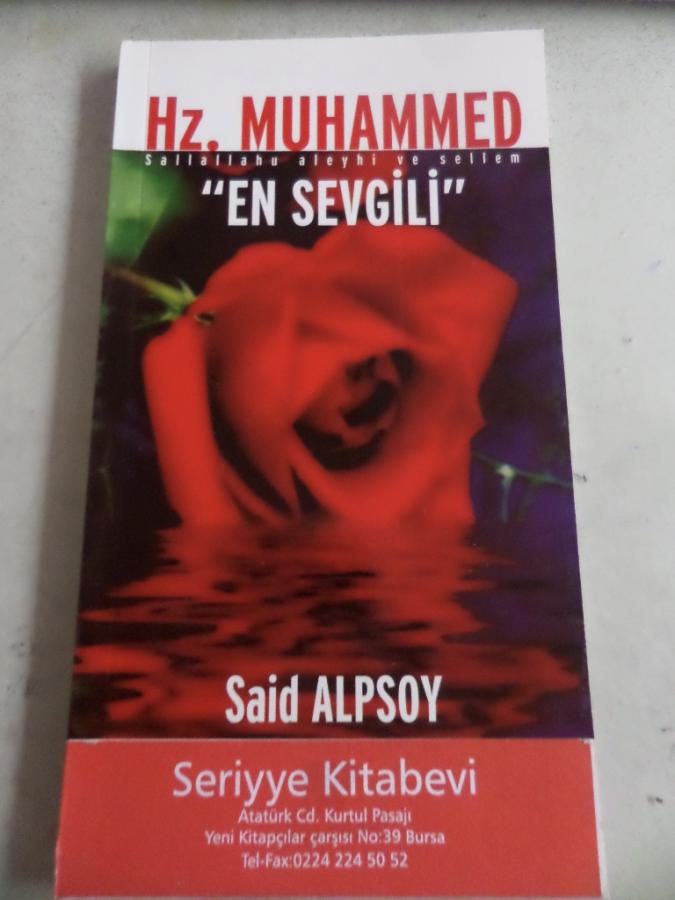 Hz. MUHAMMED
Sallallahu aleyhi ve sellem
“EN SEVGİLİ”
Said ALPSOY
Seriyye Kitabevi
Atatürk Cd. Kurtul Pasajı
Yeni Kitapçılar çarşısı No:39 Bursa
Tel-Fax:0224 224 50 52